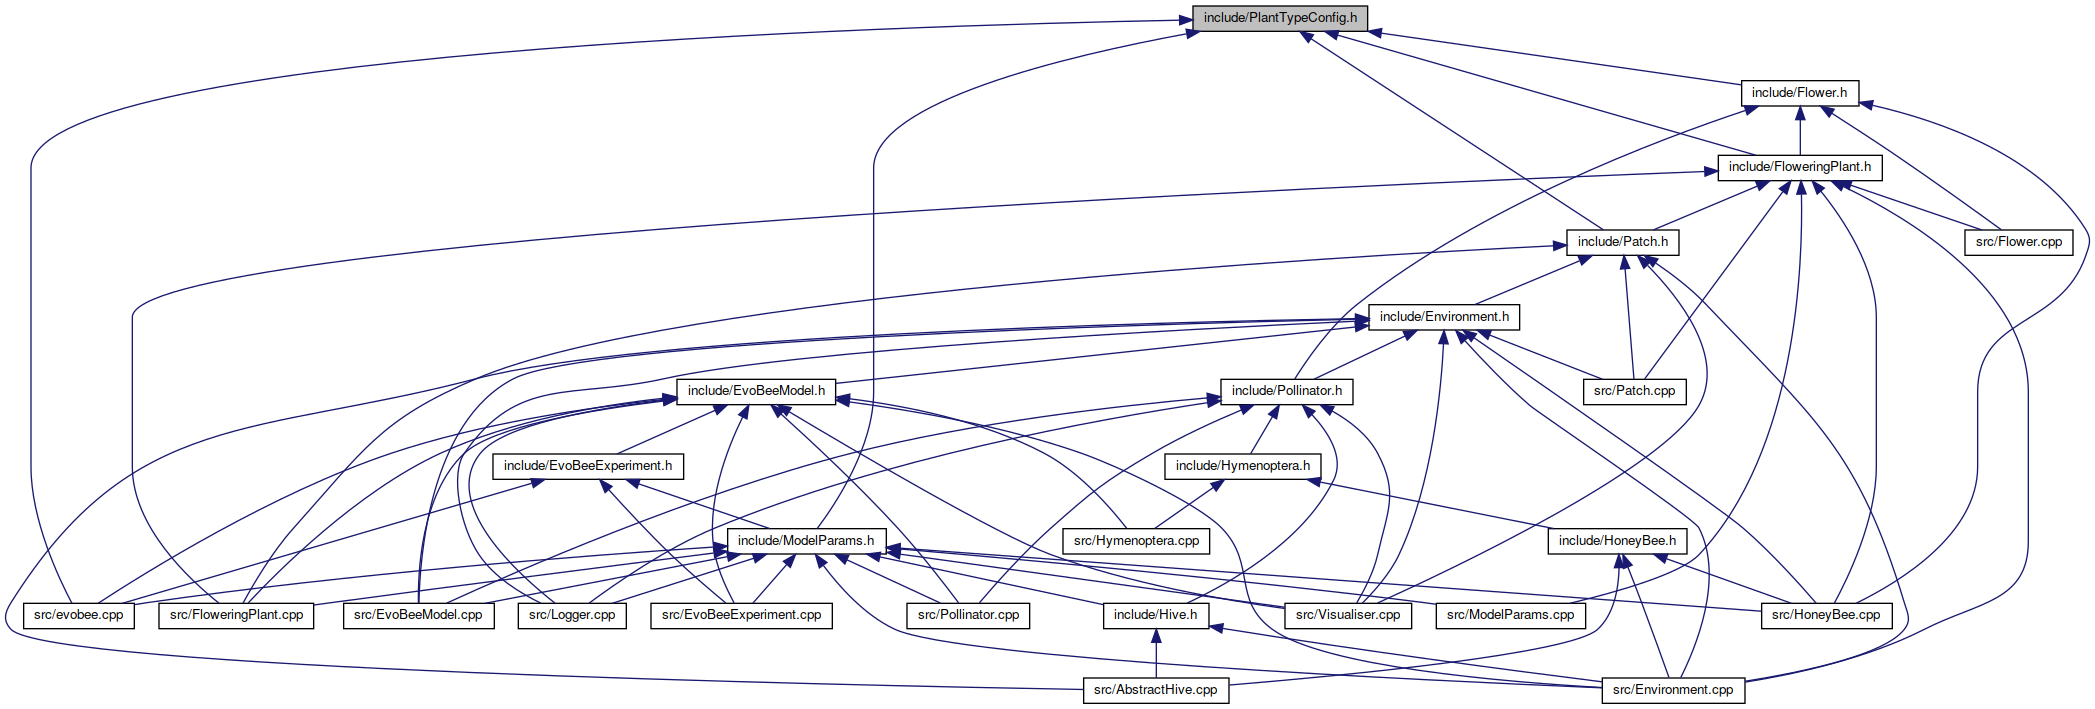 include/PlantTypeConfig.h
include/Flower.h
include/FloweringPlant.h
include/Patch.h
src/Flower.cpp
include/Environment.h
include/EvoBeeModel.h
include/Pollinator.h
src/Patch.cpp
include/EvoBeeExperiment.h
include/Hymenoptera.h
include/ModelParams.h
src/Hymenoptera.cpp
include/HoneyBee.h
src/evobee.cpp
src/FloweringPlant.cpp
src/EvoBeeModel.cpp
src/Logger.cpp
src/EvoBeeExperiment.cpp
src/Pollinator.cpp
include/Hive.h
src/Visualiser.cpp
src/ModelParams.cpp
src/HoneyBee.cpp
src/AbstractHive.cpp
src/Environment.cpp